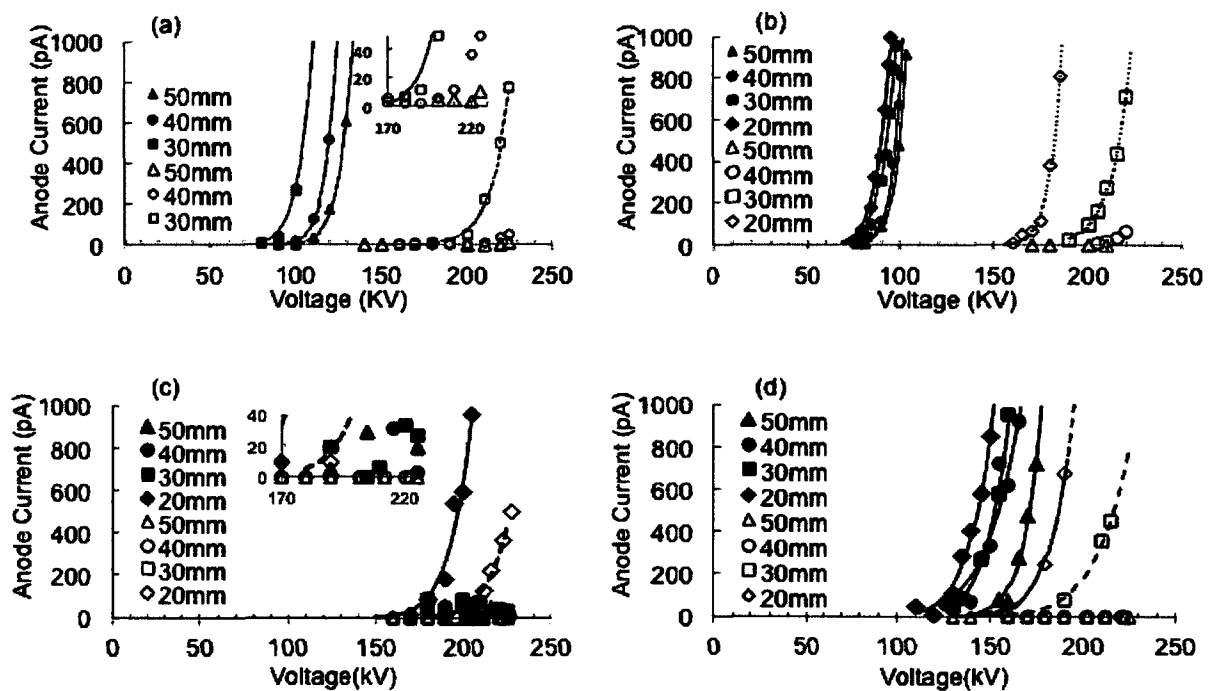 (a)
Anode Current (pA)
1000
800
600
400
200
0
50mm
40mm
30mm
50mm
40mm
30mm
40
20
0
170
220
0 50 100 150 200 250
Voltage (KV)
(b)
Anode Current (pA)
1000
800
600
400
200
0
50mm
40mm
30mm
20mm
50mm
40mm
30mm
20mm
0 50 100 150 200 250
Voltage (KV)
(c)
Anode Current (pA)
1000
800
600
400
200
0
50mm
40mm
30mm
20mm
50mm
40mm
30mm
20mm
40
20
0
170
220
0 50 100 150 200 250
Voltage(kV)
(d)
Anode Current (pA)
1000
800
600
400
200
0
50mm
40mm
30mm
20mm
50mm
40mm
30mm
20mm
0 50 100 150 200 250
Voltage(kV)